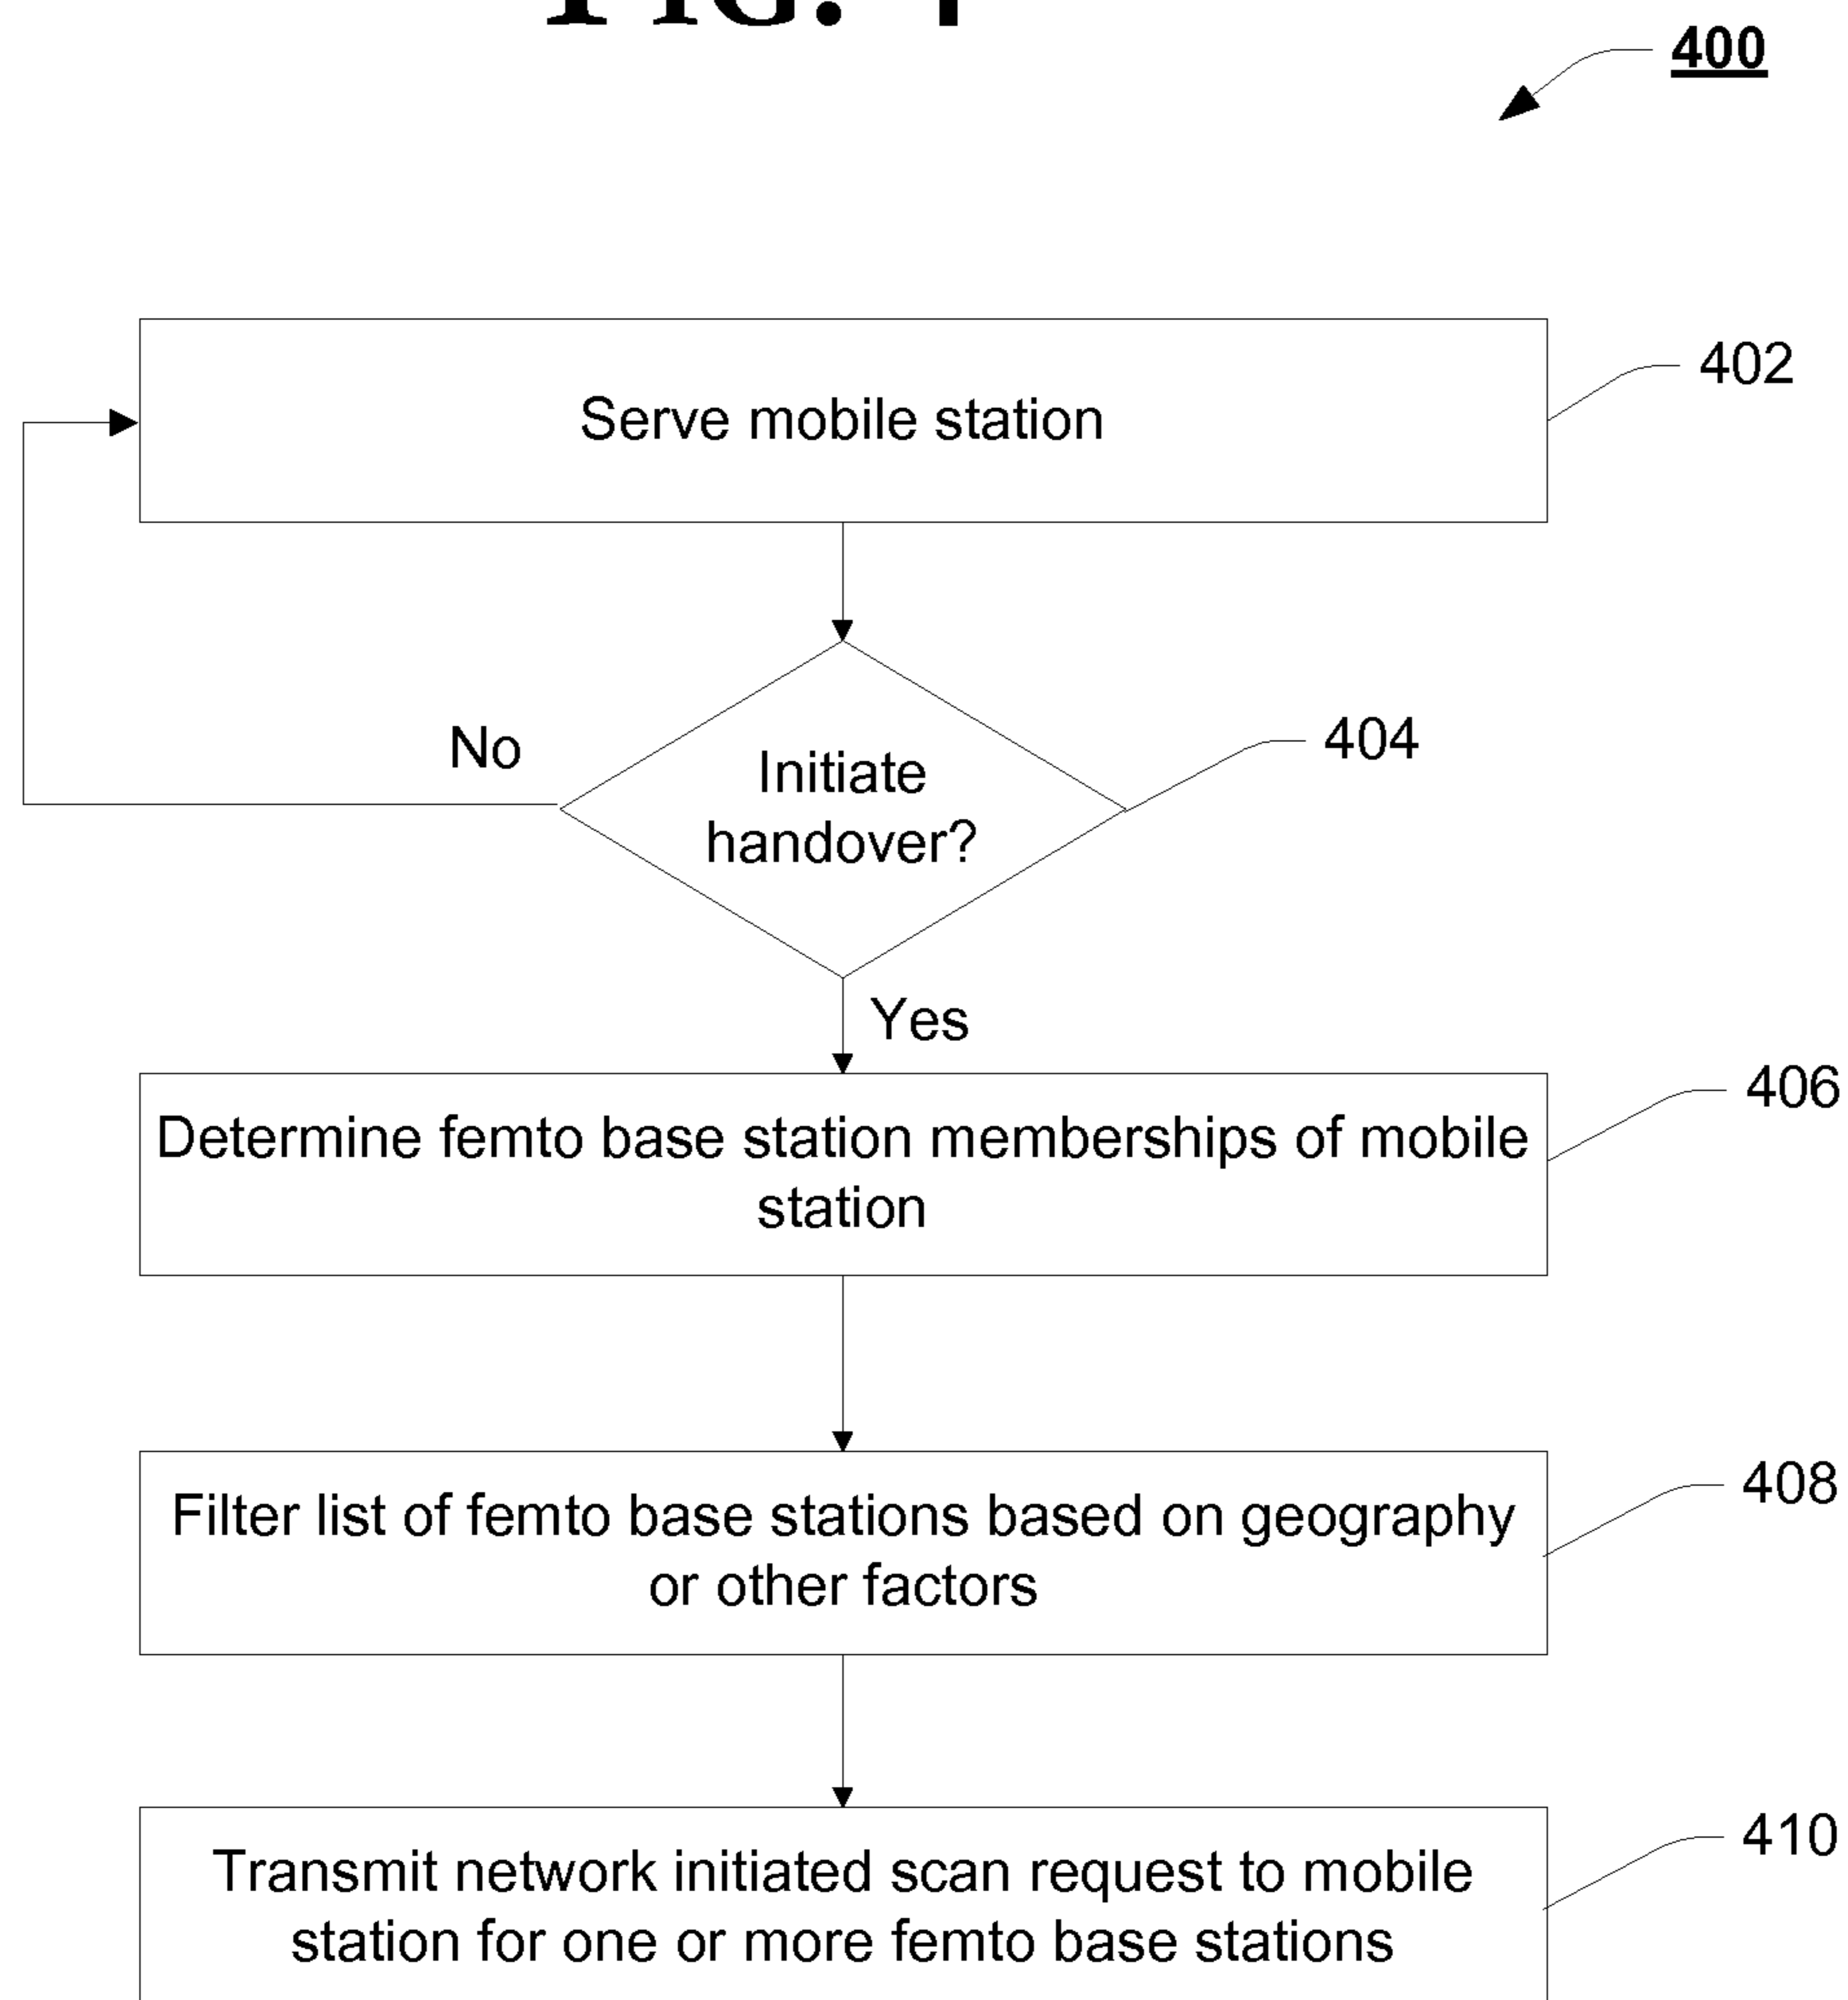 FIG. 4
400
Serve mobile station
402
No
Initiate
handover?
404
Yes
Determine femto base station memberships of mobile
station
406
Filter list of femto base stations based on geography
or other factors
408
Transmit network initiated scan request to mobile
station for one or more femto base stations
410